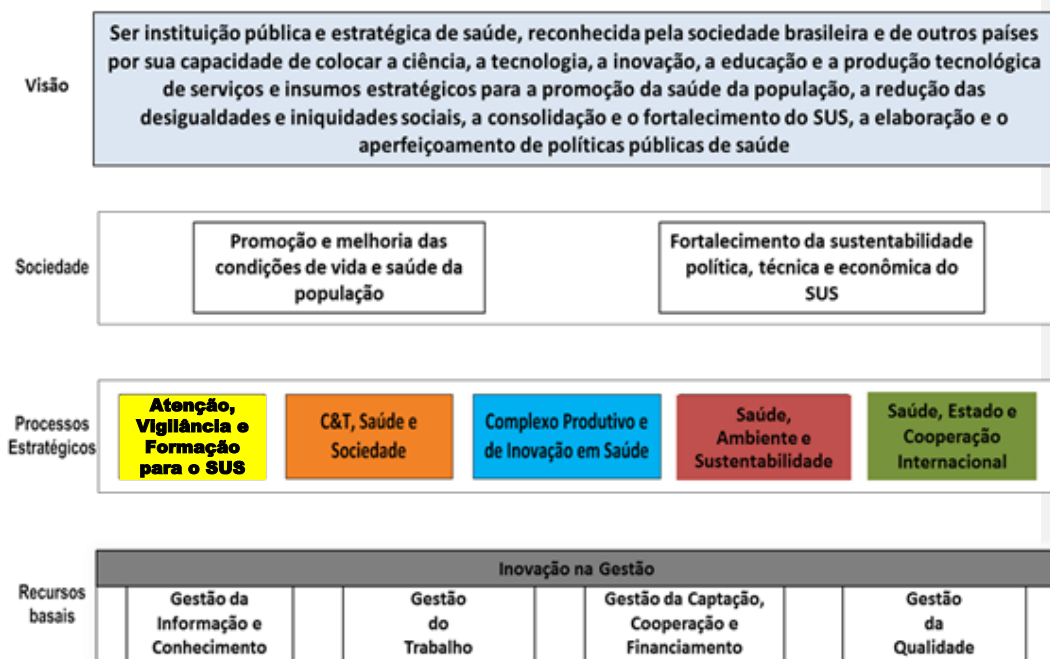 Visão
Ser instituição pública e estratégica de saúde, reconhecida pela sociedade brasileira e de outros países
por sua capacidade de colocar a ciência, a tecnologia, a inovação, a educação e a produção tecnológica
de serviços e insumos estratégicos para a promoção da saúde da população, a redução das
desigualdades e iniquidades sociais, a consolidação e o fortalecimento do SUS, a elaboração e o
aperfeiçoamento de políticas públicas de saúde
Sociedade
Promoção e melhoria das
condições de vida e saúde da
população
Fortalecimento da sustentabilidade
política, técnica e econômica do
SUS
Processos
Estratégicos
Atenção,
Vigilância e
Formação
para o SUS
C&T, Saúde e
Sociedade
Complexo Produtivo e
de Inovação em Saúde
Saúde,
Ambiente e
Sustentabilidade
Saúde, Estado e
Cooperação
Internacional
Recursos
basais
Inovação na Gestão
Gestão da
Informação e
Conhecimento
Gestão
do
Trabalho
Gestão da Captação,
Cooperação e
Financiamento
Gestão
da
Qualidade